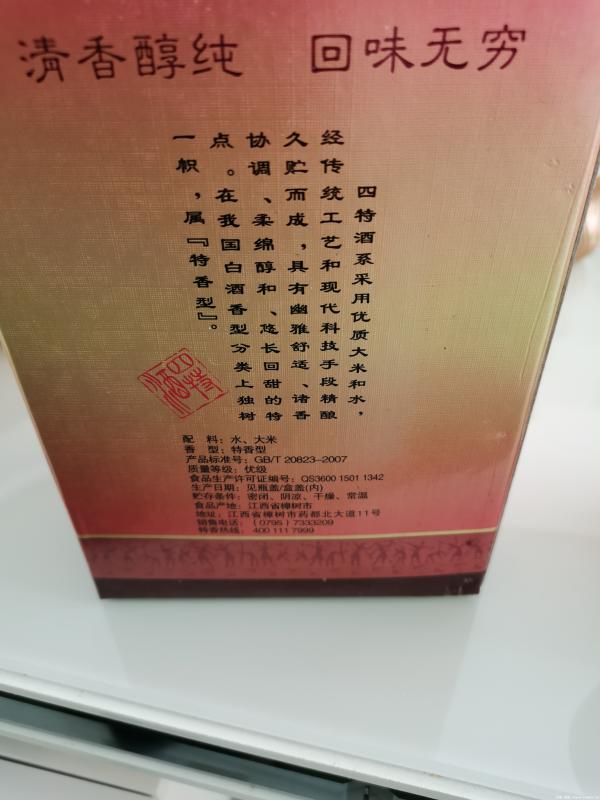 清香醇纯 回味无穷
四特酒系采用优质大米和水，
经传统工艺和现代科技手段精酿
久贮而成，具有幽雅舒适、诸香
协调、柔绵醇和、悠长回甜的特
点。在我国白酒香型分类上独树
一帜，属『特香型』。
配 料：水、大米
香 型：特香型
产品标准号：GB/T 20823-2007
质量等级：优级
食品生产许可证编号：QS3600 1501 1342
生产日期：见瓶盖/盒盖(内)
贮存条件：密闭、阴凉、干燥、常温
食品产地：江西省樟树市
地址：江西省樟树市药都北大道11号
销售电话：（0795）7333209
特香热线：400 111 7999